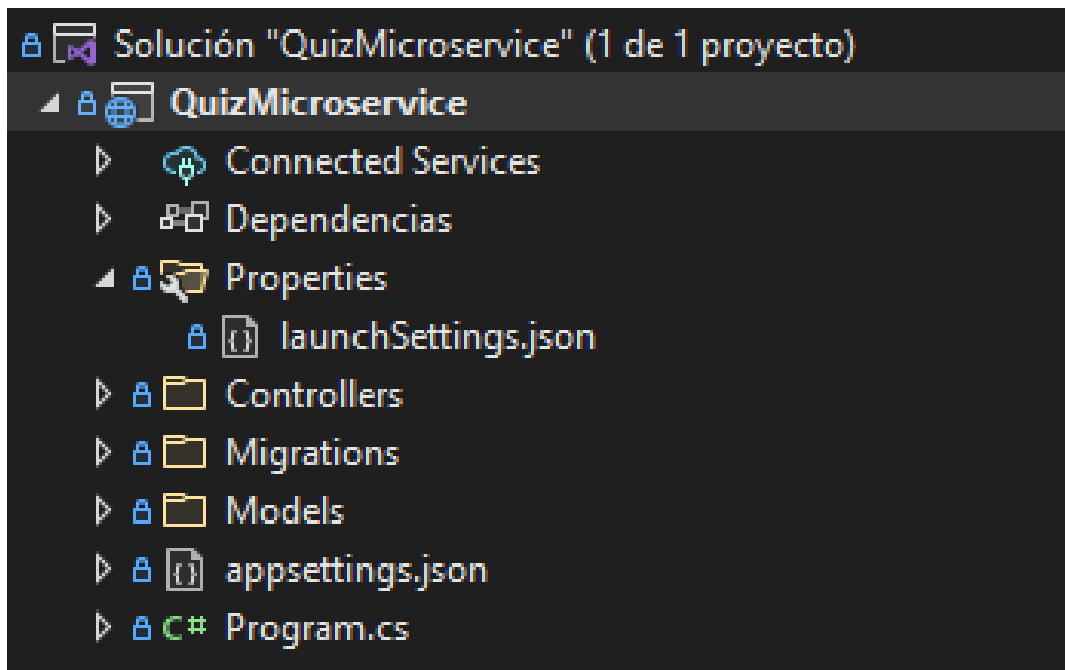 Solución "QuizMicroservice" (1 de 1 proyecto)
QuizMicroservice
Connected Services
Dependencias
Properties
launchSettings.json
Controllers
Migrations
Models
appsettings.json
C# Program.cs